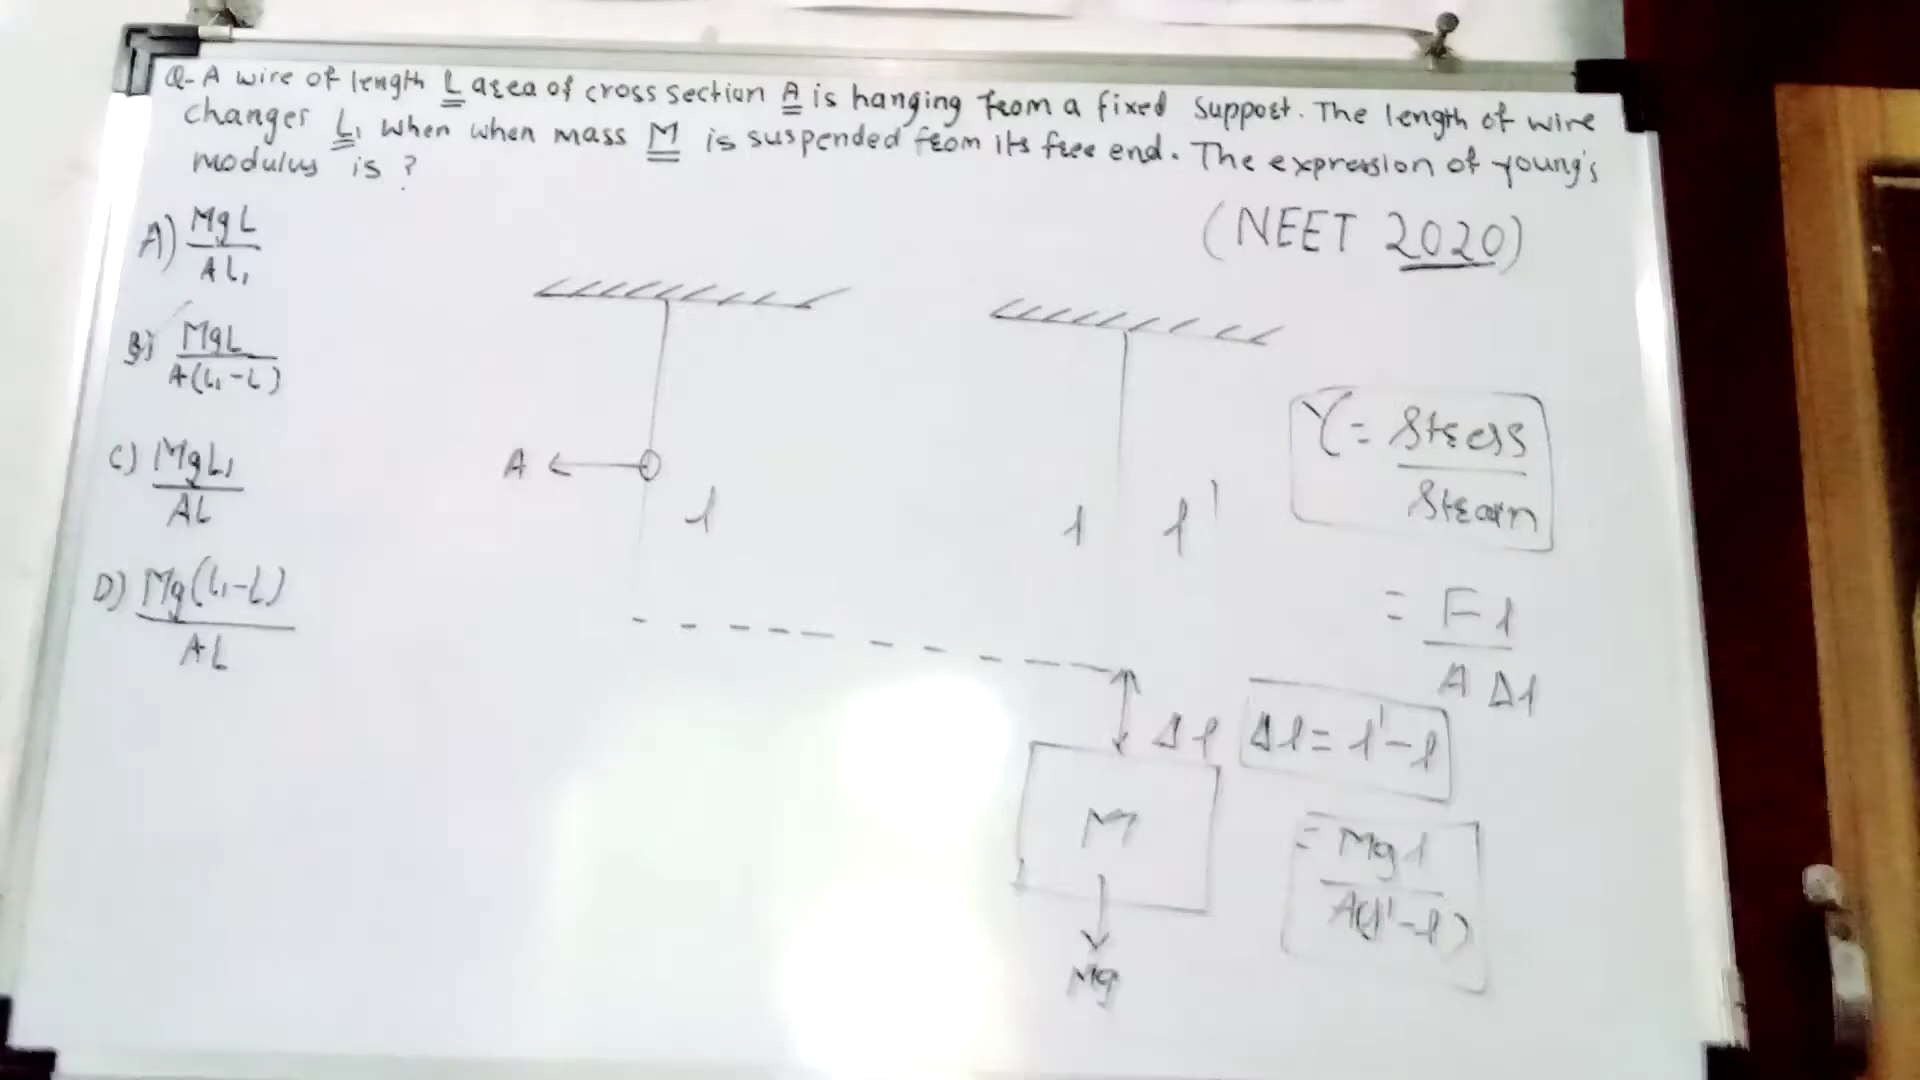 Q- A wire of length L area of cross section A is hanging from a fixed support. The length of wire
changes L₁ when when mass M is suspended from its free end. The expression of young's
modulus is ?
(NEET 2020)
A) MgL / AL₁
B) MgL / A(L₁-L)
C) MgL₁ / AL
D) Mg(L₁-L) / AL
A
l
l l'
Y = Stress / Strain
= Fl / A Δl
Δl Δl = l'-l
M
= Mgl / A(l'-l)
Mg